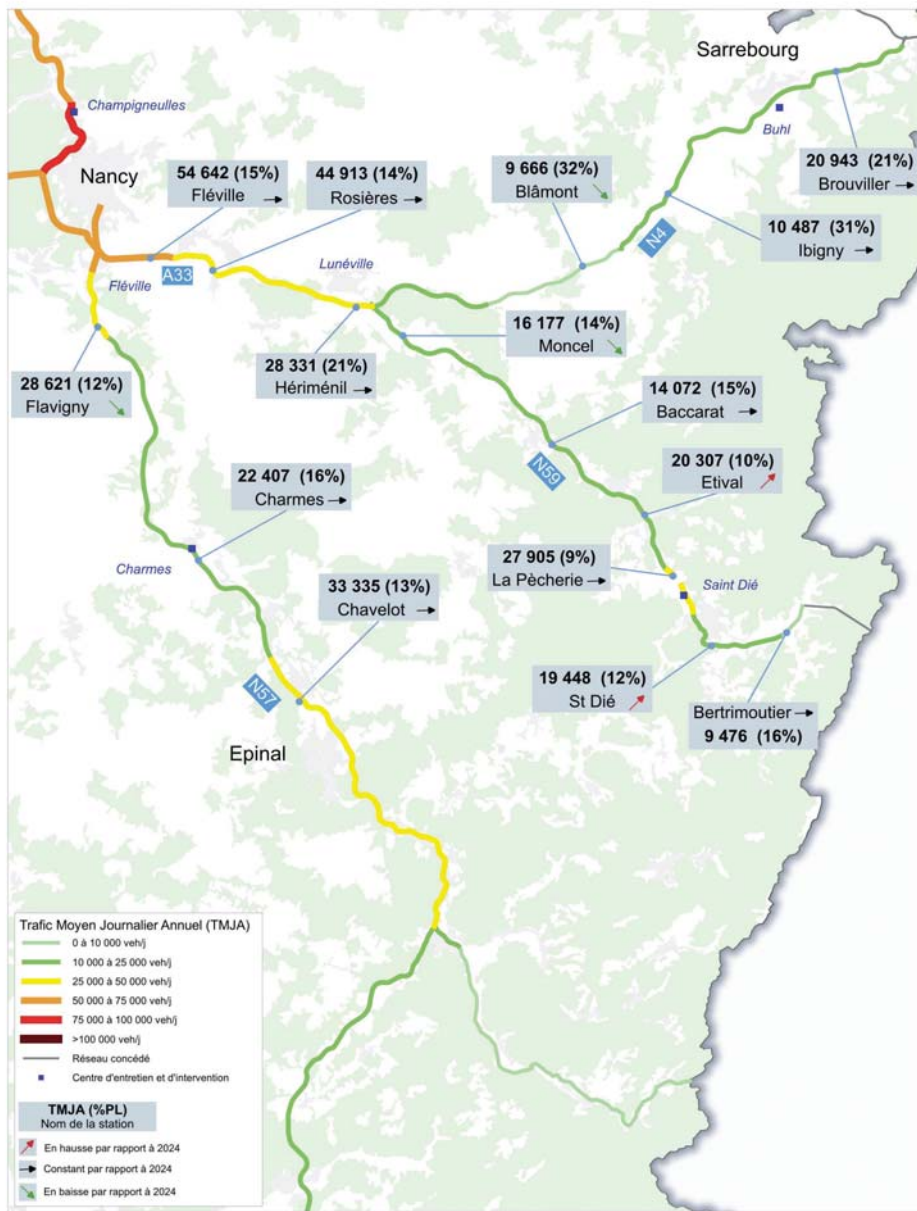 Sarrebourg
Champigneulles
Buhl
Nancy
54 642 (15%)
Fléville
44 913 (14%)
Rosières
9 666 (32%)
Blâmont
20 943 (21%)
Brouviller
N4
10 487 (31%)
Ibigny
Lunéville
A33
Fléville
16 177 (14%)
Moncel
28 331 (21%)
Hériménil
28 621 (12%)
Flavigny
14 072 (15%)
Baccarat
N59
20 307 (10%)
Etival
22 407 (16%)
Charmes
Charmes
27 905 (9%)
La Pècherie
Saint Dié
33 335 (13%)
Chavelot
N57
19 448 (12%)
St Dié
Bertrimoutier
9 476 (16%)
Epinal
Trafic Moyen Journalier Annuel (TMJA)
0 à 10 000 veh/j
10 000 à 25 000 veh/j
25 000 à 50 000 veh/j
50 000 à 75 000 veh/j
75 000 à 100 000 veh/j
>100 000 veh/j
Réseau concédé
Centre d'entretien et d'intervention
TMJA (%PL)
Nom de la station
En hausse par rapport à 2024
Constant par rapport à 2024
En baisse par rapport à 2024